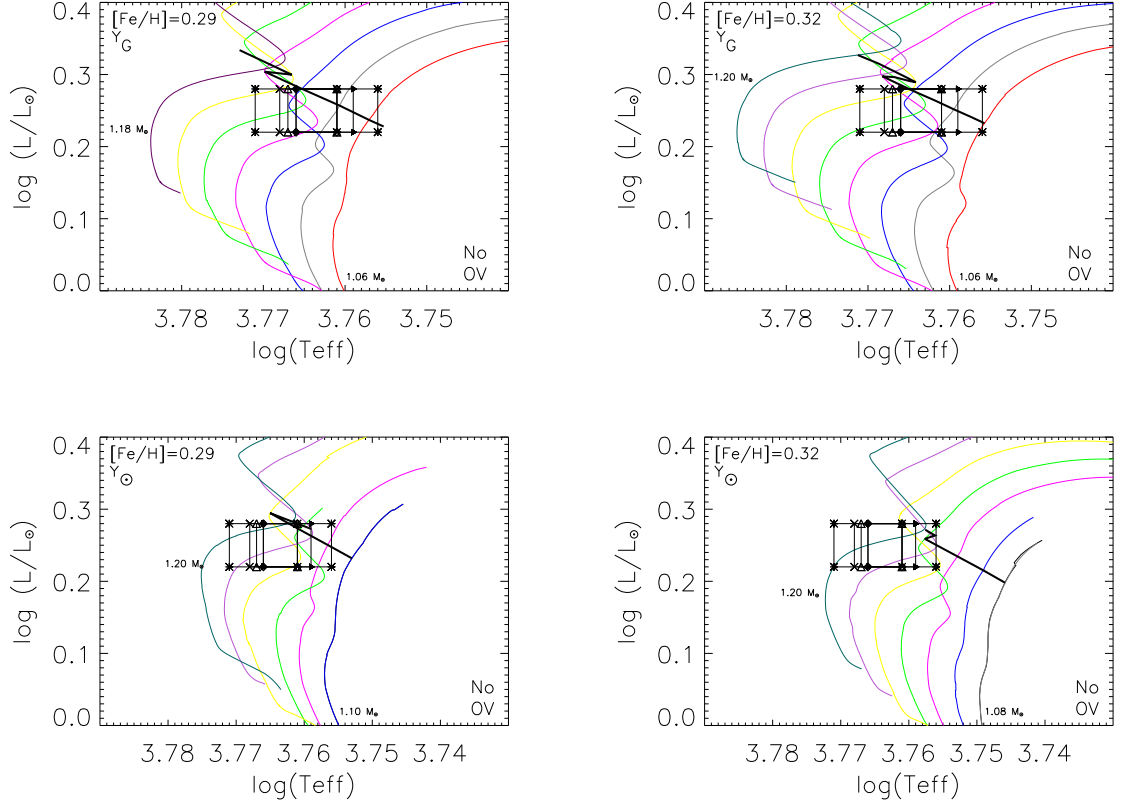 [Fe/H]=0.29
Y_G
1.18 M⊙
1.06 M⊙
No
OV
0.4
0.3
0.2
0.1
0.0
log (L/L⊙)
3.78 3.77 3.76 3.75
log(Teff)
[Fe/H]=0.32
Y_G
1.20 M⊙
1.06 M⊙
No
OV
0.4
0.3
0.2
0.1
0.0
log (L/L⊙)
3.78 3.77 3.76 3.75
log(Teff)
[Fe/H]=0.29
Y⊙
1.20 M⊙
1.10 M⊙
No
OV
0.4
0.3
0.2
0.1
0.0
log (L/L⊙)
3.78 3.77 3.76 3.75 3.74
log(Teff)
[Fe/H]=0.32
Y⊙
1.20 M⊙
1.08 M⊙
No
OV
0.4
0.3
0.2
0.1
0.0
log (L/L⊙)
3.78 3.77 3.76 3.75 3.74
log(Teff)